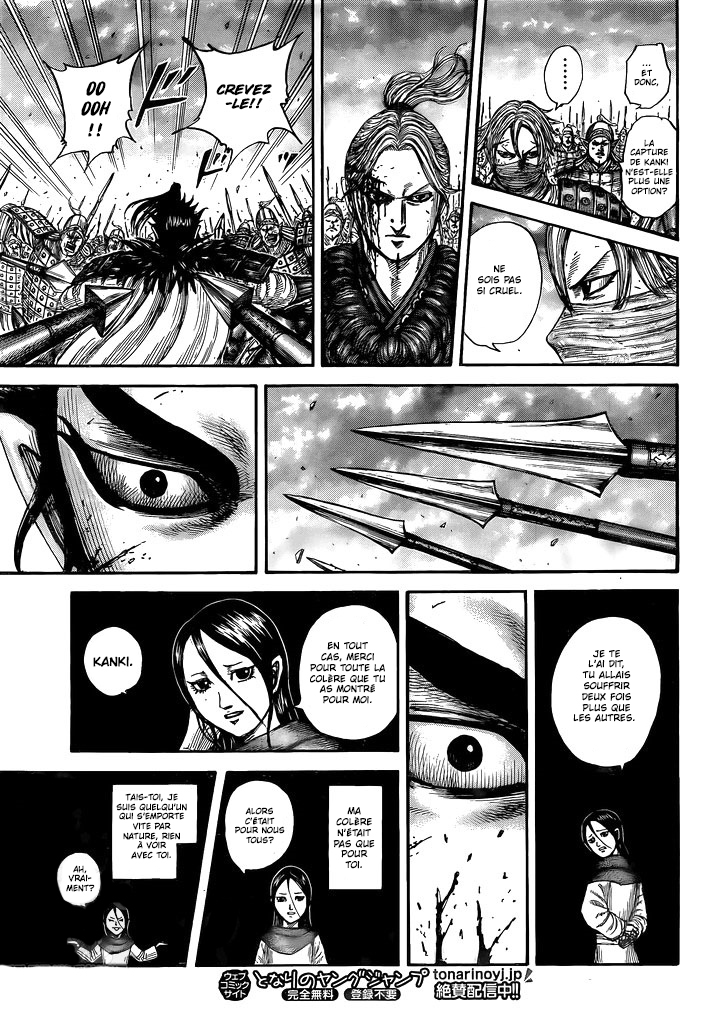 ... ET
DONC,
LA
CAPTURE
DE KANKI
N'EST-ELLE
PLUS UNE
OPTION?
NE
SOIS PAS
SI CRUEL.
CREVEZ
-LE!!
OO
OOH
!!
JE TE
L'AI DIT,
TU ALLAIS
SOUFFRIR
DEUX FOIS
PLUS QUE
LES AUTRES.
EN TOUT
CAS, MERCI
POUR TOUTE
LA COLÈRE
QUE TU
AS MONTRÉ
POUR MOI.
KANKI.
MA
COLÈRE
N'ÉTAIT
PAS QUE
POUR
TOI.
ALORS
C'ÉTAIT
POUR NOUS
TOUS?
TAIS-TOI, JE
SUIS QUELQU'UN
QUI S'EMPORTE
VITE PAR
NATURE, RIEN
À VOIR
AVEC TOI.
AH,
VRAI-
MENT?
ウェブ
コミック
サイト
となりのヤングジャンプ
完全無料 登録不要
tonarinoyj.jp
絶賛配信中!!